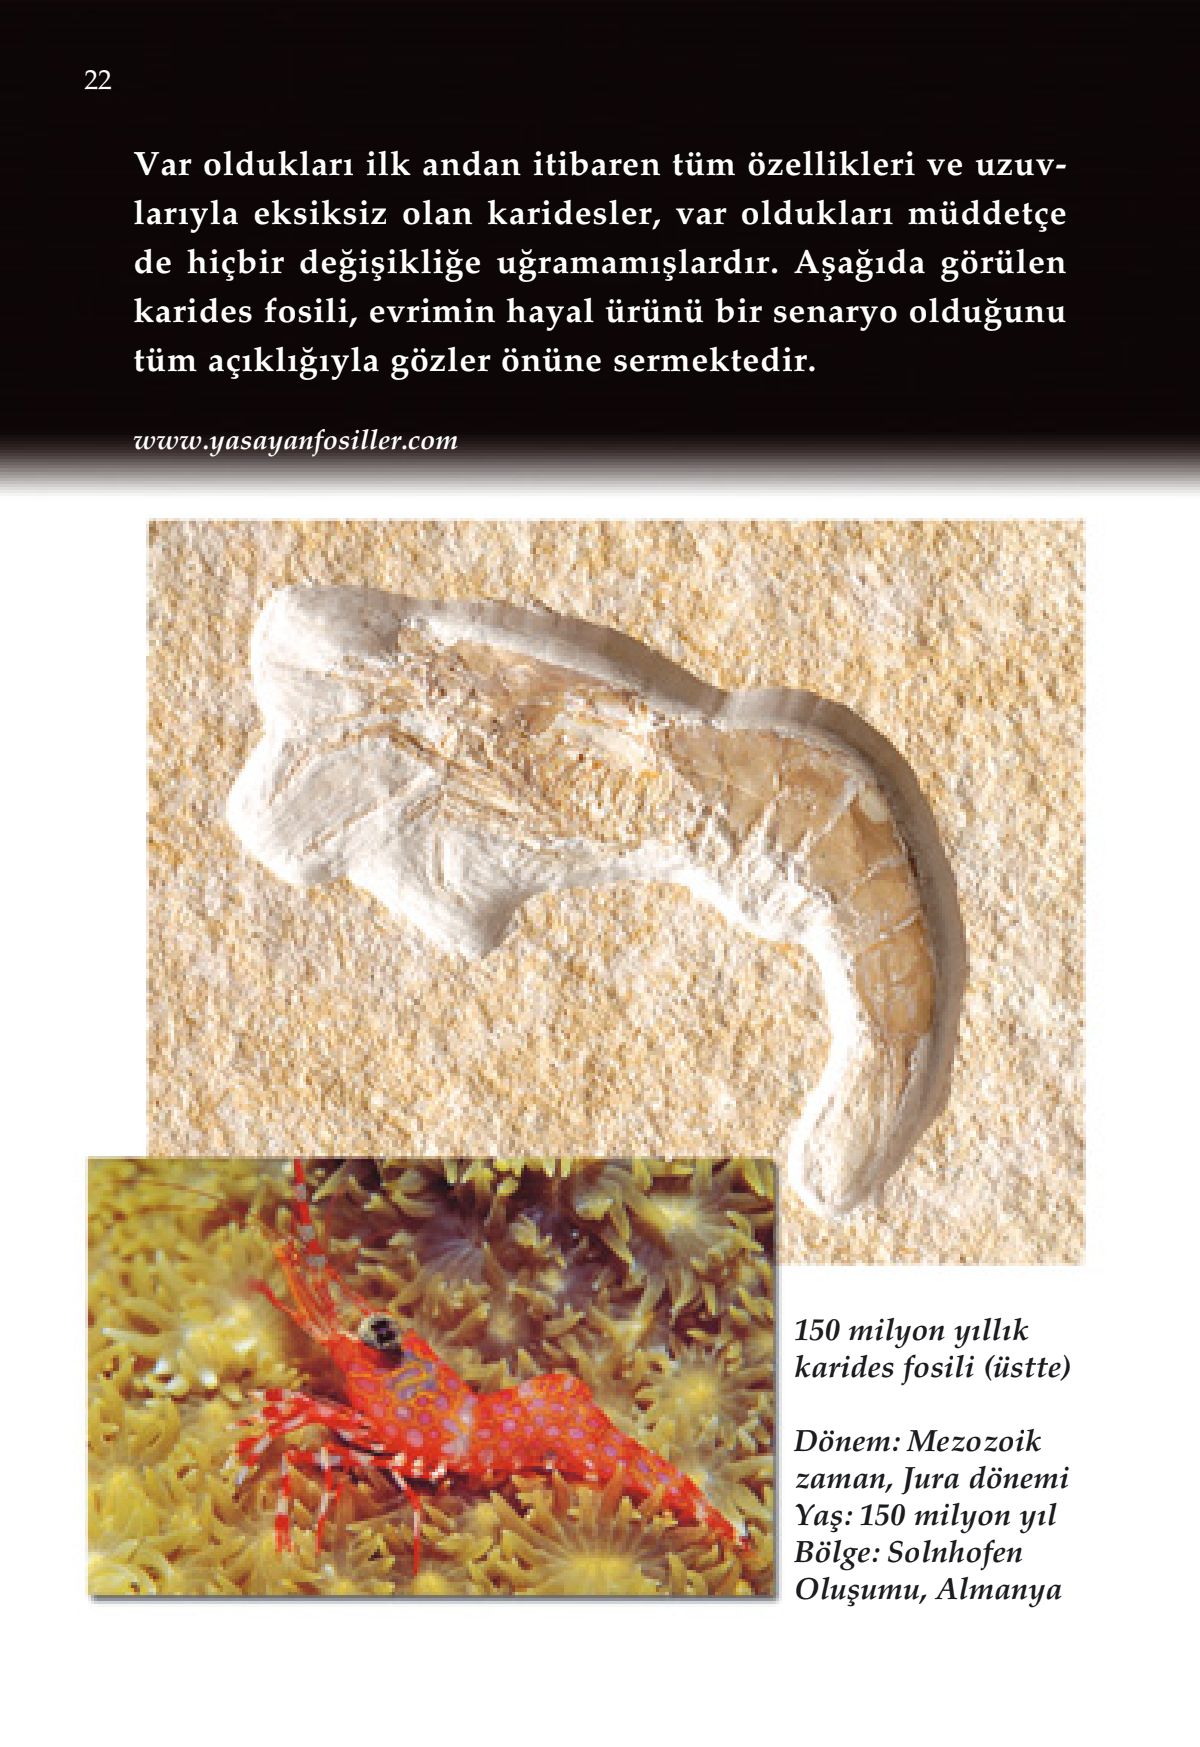 22
Var oldukları ilk andan itibaren tüm özellikleri ve uzuv-
larıyla eksiksiz olan karidesler, var oldukları müddetçe
de hiçbir değişikliğe uğramamışlardır. Aşağıda görülen
karides fosili, evrimin hayal ürünü bir senaryo olduğunu
tüm açıklığıyla gözler önüne sermektedir.
www.yasayanfosiller.com
150 milyon yıllık
karides fosili (üstte)
Dönem: Mezozoik
zaman, Jura dönemi
Yaş: 150 milyon yıl
Bölge: Solnhofen
Oluşumu, Almanya